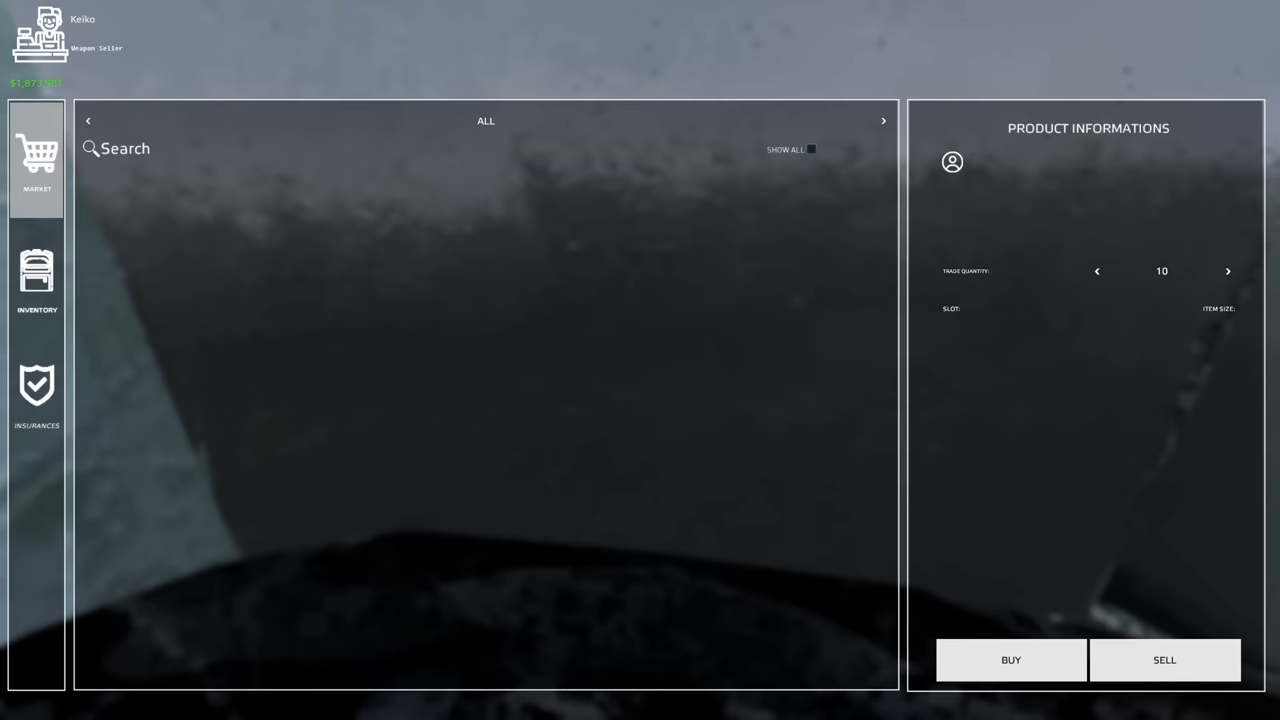 Keiko
Weapon Seller
$1,873,981
MARKET
INVENTORY
INSURANCES
ALL
Search
SHOW ALL
PRODUCT INFORMATIONS
TRADE QUANTITY:
10
SLOT:
ITEM SIZE:
BUY
SELL